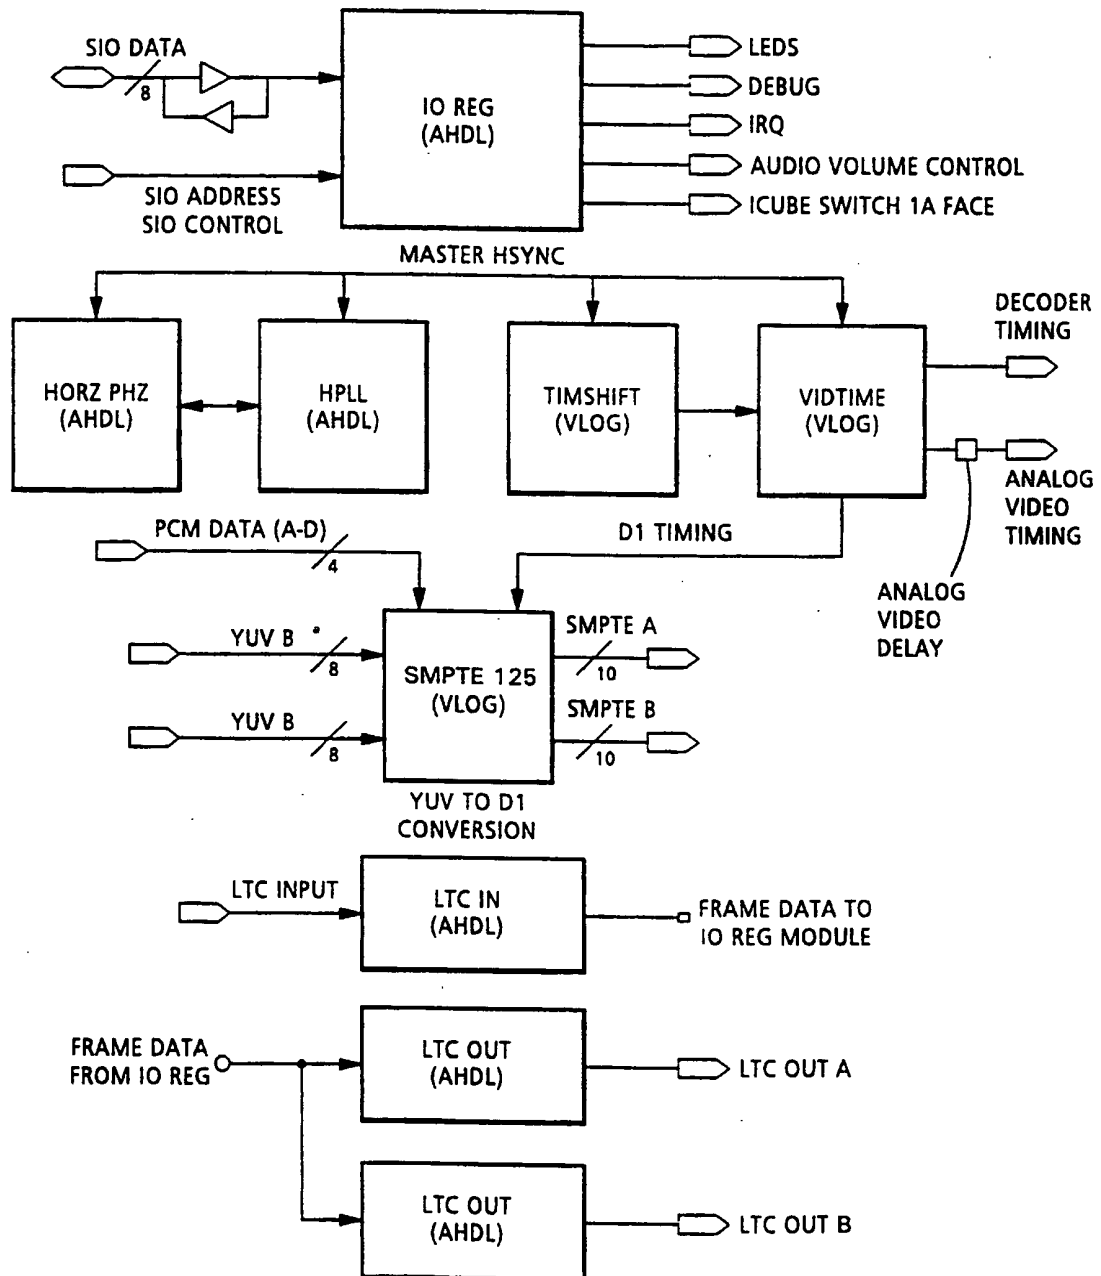 SIO DATA
8
SIO ADDRESS
SIO CONTROL
IO REG
(AHDL)
LEDS
DEBUG
IRQ
AUDIO VOLUME CONTROL
ICUBE SWITCH 1A FACE
MASTER HSYNC
HORZ PHZ
(AHDL)
HPLL
(AHDL)
TIMSHIFT
(VLOG)
VIDTIME
(VLOG)
DECODER
TIMING
ANALOG
VIDEO
TIMING
ANALOG
VIDEO
DELAY
PCM DATA (A-D)
4
D1 TIMING
YUV B
8
YUV B
8
SMPTE 125
(VLOG)
SMPTE A
10
SMPTE B
10
YUV TO D1
CONVERSION
LTC INPUT
LTC IN
(AHDL)
FRAME DATA TO
IO REG MODULE
FRAME DATA
FROM IO REG
LTC OUT
(AHDL)
LTC OUT A
LTC OUT
(AHDL)
LTC OUT B